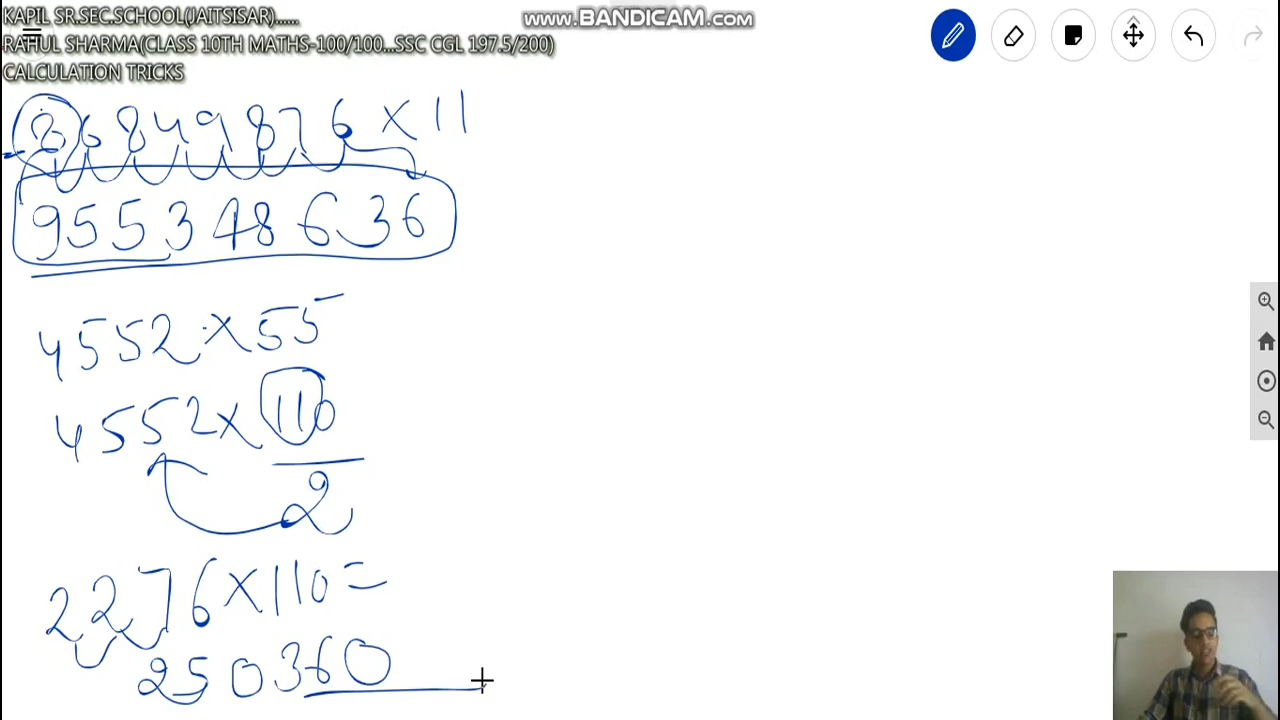 www.BANDICAM.com
KAPIL SR.SEC.SCHOOL(JAITSISAR)......
RAHUL SHARMA(CLASS 10TH MATHS-100/100...SSC CGL 197.5/200)
CALCULATION TRICKS
86849876 × 11
955348636
4552 × 55
4552 × 110
2
2276 × 110 =
250360